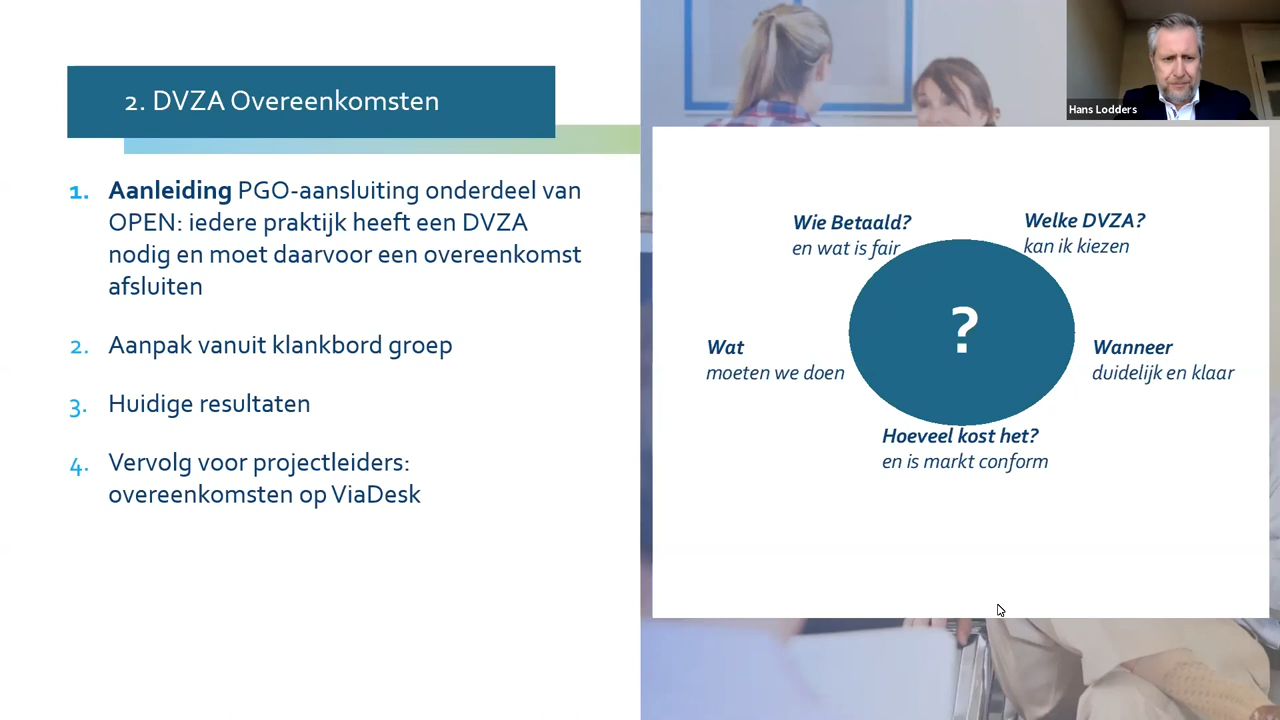 2. DVZA Overeenkomsten
1. Aanleiding PGO-aansluiting onderdeel van
OPEN: iedere praktijk heeft een DVZA
nodig en moet daarvoor een overeenkomst
afsluiten
2. Aanpak vanuit klankbord groep
3. Huidige resultaten
4. Vervolg voor projectleiders:
overeenkomsten op ViaDesk
Hans Lodders
Wie Betaald?
en wat is fair
Welke DVZA?
kan ik kiezen
?
Wat
moeten we doen
Wanneer
duidelijk en klaar
Hoeveel kost het?
en is markt conform